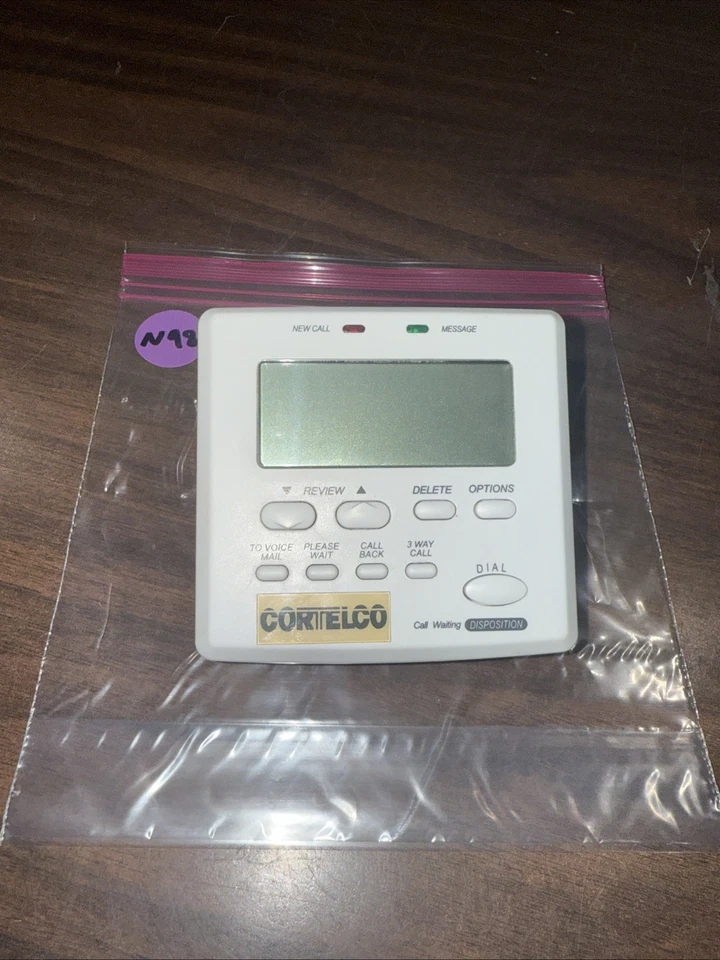 N98
NEW CALL MESSAGE
REVIEW DELETE OPTIONS
TO VOICE MAIL
PLEASE WAIT
CALL BACK
3 WAY CALL
DIAL
CORTELCO
Call Waiting DISPOSITION